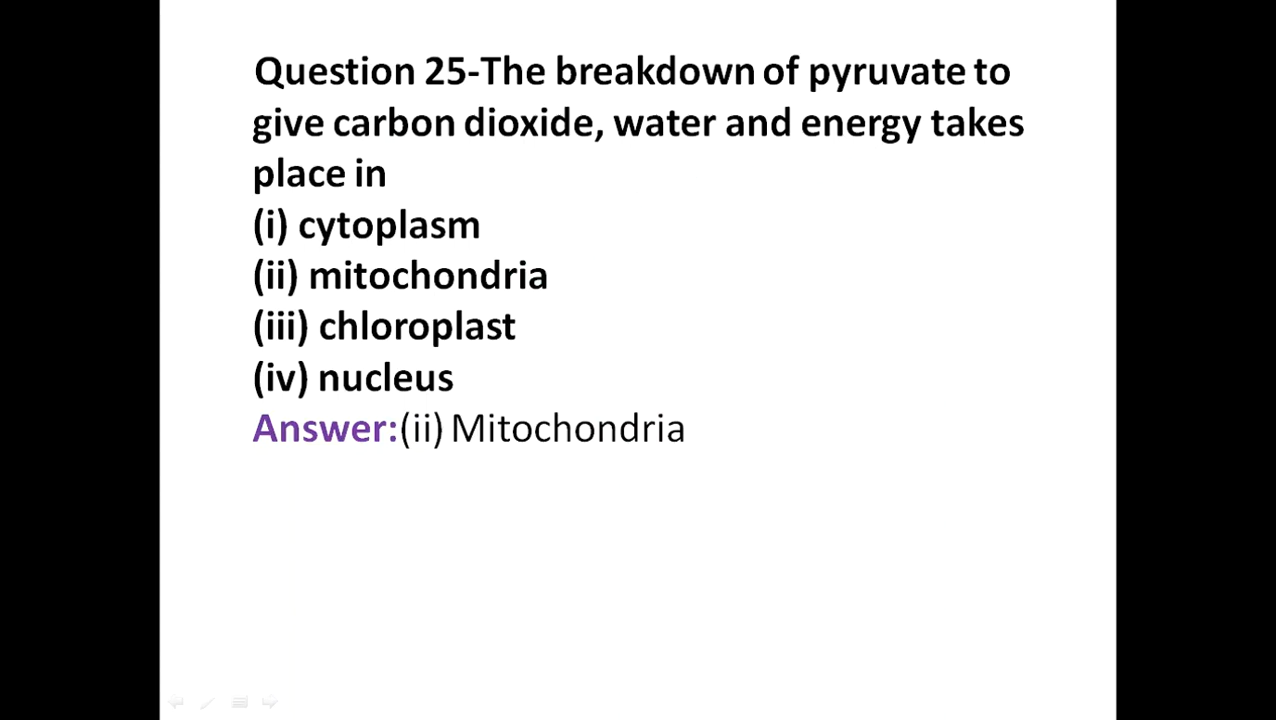 Question 25-The breakdown of pyruvate to
give carbon dioxide, water and energy takes
place in
(i) cytoplasm
(ii) mitochondria
(iii) chloroplast
(iv) nucleus
Answer:(ii) Mitochondria